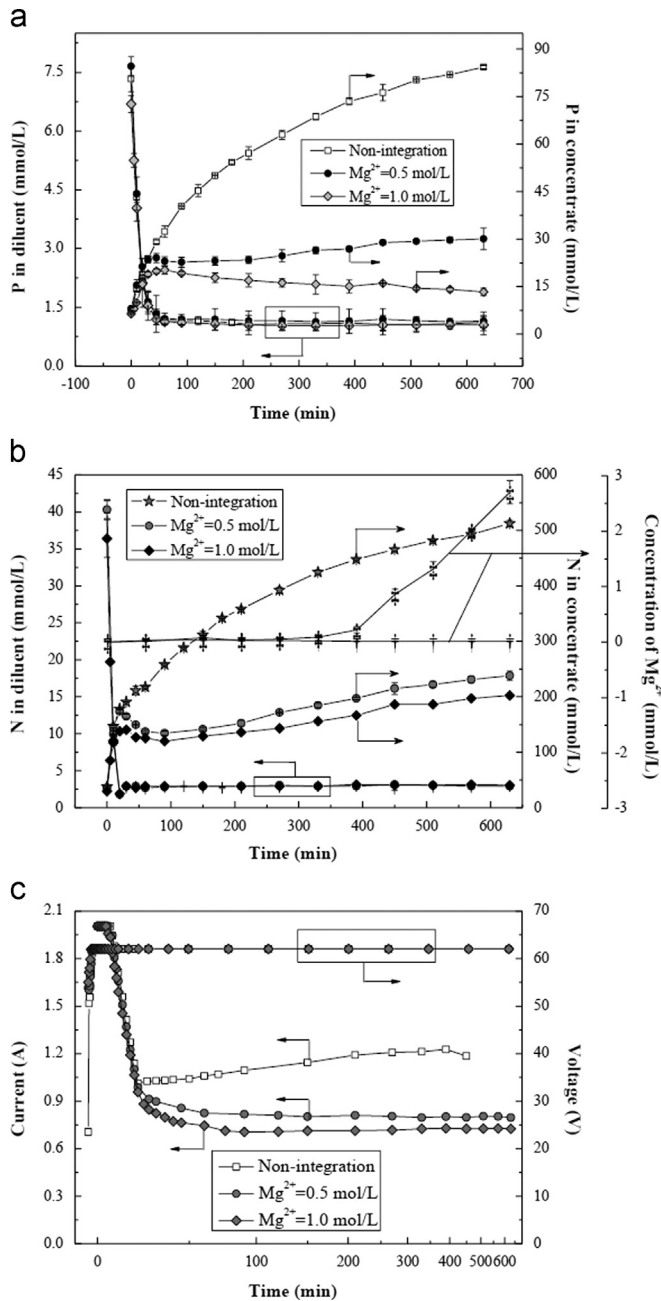 a
P in diluent (mmol/L)
7.5
6.0
4.5
3.0
1.5
0.0
90
75
60
45
30
15
0
P in concentrate (mmol/L)
Non-integration
Mg²⁺=0.5 mol/L
Mg²⁺=1.0 mol/L
-100 0 100 200 300 400 500 600 700
Time (min)
b
N in diluent (mmol/L)
45
40
35
30
25
20
15
10
5
0
600
500
400
300
200
100
0
N in concentrate (mmol/L)
3
2
1
0
-1
-2
-3
Concentration of Mg²⁺ (mmol/L)
Non-integration
Mg²⁺=0.5 mol/L
Mg²⁺=1.0 mol/L
0 100 200 300 400 500 600
Time (min)
c
Current (A)
2.1
1.8
1.5
1.2
0.9
0.6
0.3
0.0
70
60
50
40
30
20
10
0
Voltage (V)
Non-integration
Mg²⁺=0.5 mol/L
Mg²⁺=1.0 mol/L
0 100 200 300 400 500 600
Time (min)